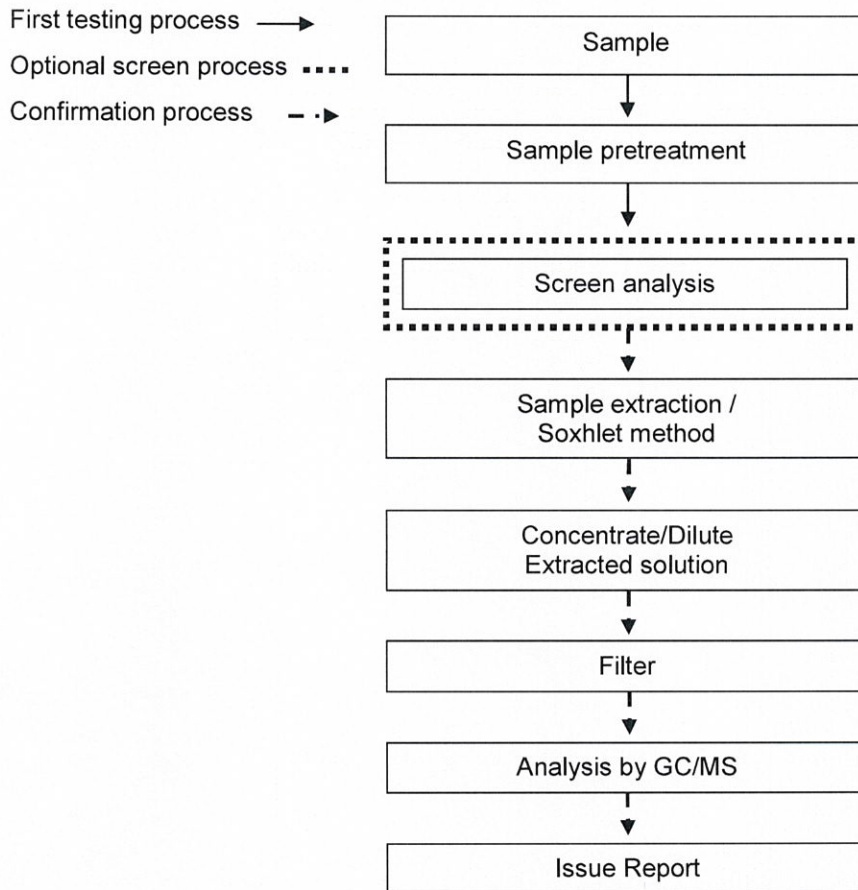 First testing process
Optional screen process
Confirmation process
Sample
Sample pretreatment
Screen analysis
Sample extraction /
Soxhlet method
Concentrate/Dilute
Extracted solution
Filter
Analysis by GC/MS
Issue Report